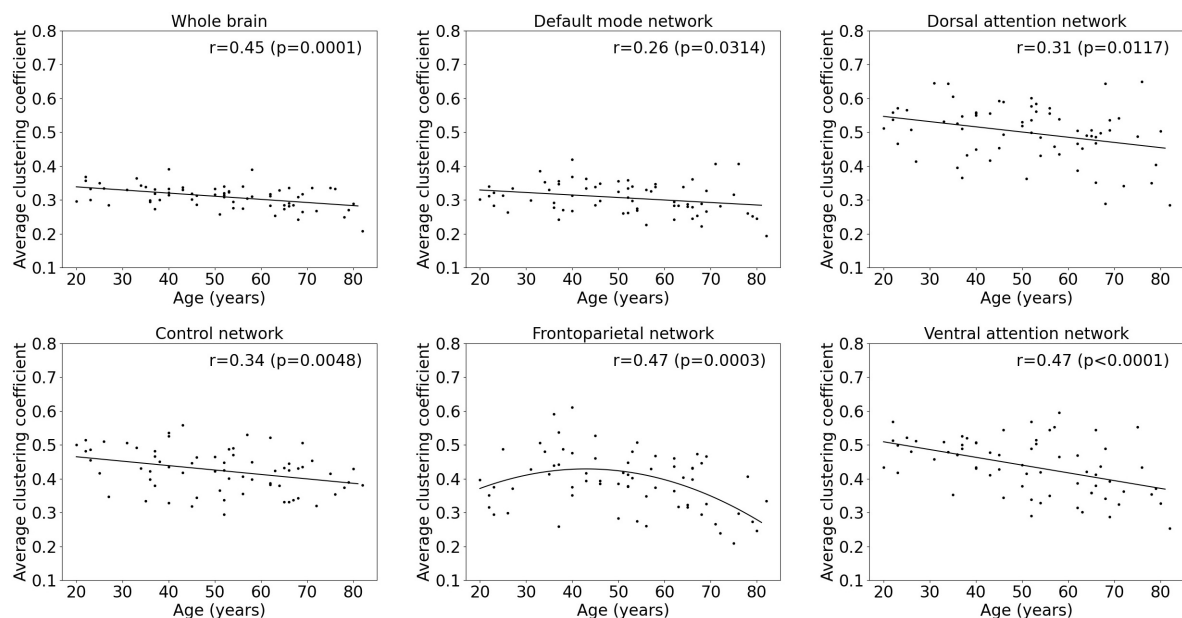 Whole brain
r=0.45 (p=0.0001)
Average clustering coefficient
0.8
0.7
0.6
0.5
0.4
0.3
0.2
0.1
20 30 40 50 60 70 80
Age (years)
Default mode network
r=0.26 (p=0.0314)
Average clustering coefficient
0.8
0.7
0.6
0.5
0.4
0.3
0.2
0.1
20 30 40 50 60 70 80
Age (years)
Dorsal attention network
r=0.31 (p=0.0117)
Average clustering coefficient
0.8
0.7
0.6
0.5
0.4
0.3
0.2
0.1
20 30 40 50 60 70 80
Age (years)
Control network
r=0.34 (p=0.0048)
Average clustering coefficient
0.8
0.7
0.6
0.5
0.4
0.3
0.2
0.1
20 30 40 50 60 70 80
Age (years)
Frontoparietal network
r=0.47 (p=0.0003)
Average clustering coefficient
0.8
0.7
0.6
0.5
0.4
0.3
0.2
0.1
20 30 40 50 60 70 80
Age (years)
Ventral attention network
r=0.47 (p<0.0001)
Average clustering coefficient
0.8
0.7
0.6
0.5
0.4
0.3
0.2
0.1
20 30 40 50 60 70 80
Age (years)